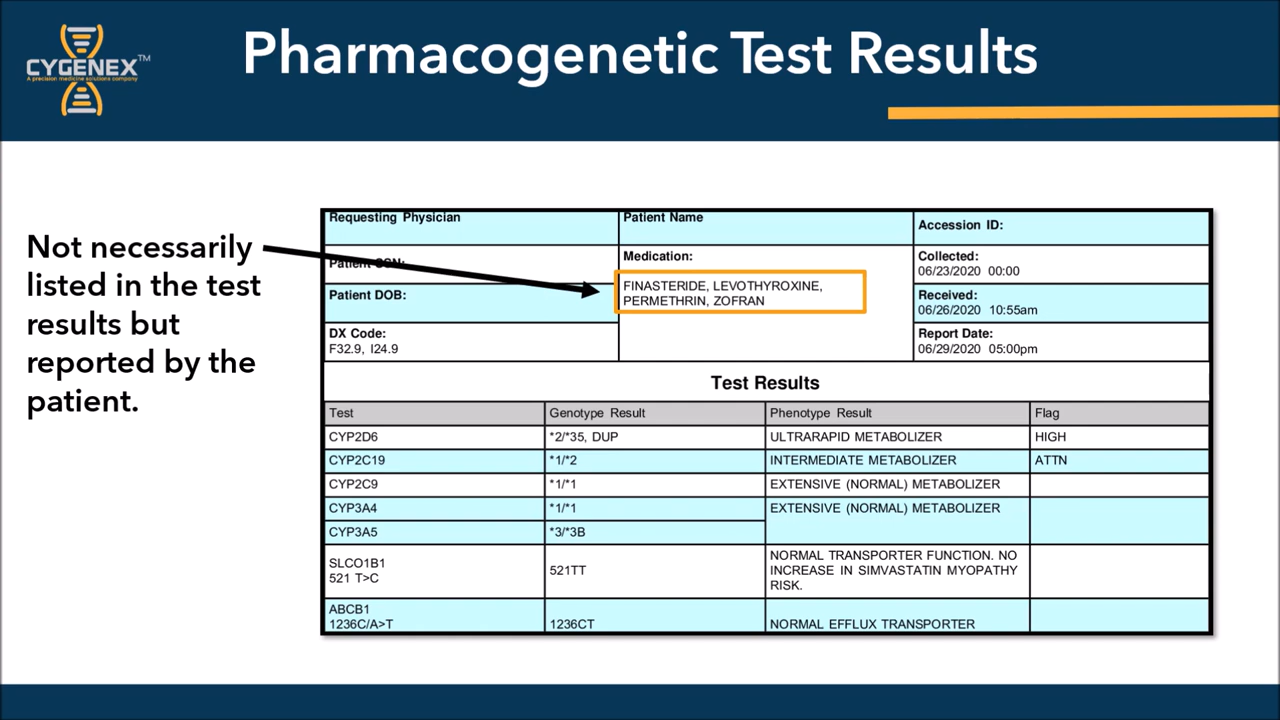 Pharmacogenetic Test Results
CYGENEX™
A precision medicine solutions company
Not necessarily
listed in the test
results but
reported by the
patient.
Requesting Physician
Patient Name
Accession ID:
Patient SSN:
Medication:
FINASTERIDE, LEVOTHYROXINE,
PERMETHRIN, ZOFRAN
Collected:
06/23/2020 00:00
Patient DOB:
Received:
06/26/2020 10:55am
DX Code:
F32.9, I24.9
Report Date:
06/29/2020 05:00pm
Test Results
Test Genotype Result Phenotype Result Flag
CYP2D6 *2/*35, DUP ULTRARAPID METABOLIZER HIGH
CYP2C19 *1/*2 INTERMEDIATE METABOLIZER ATTN
CYP2C9 *1/*1 EXTENSIVE (NORMAL) METABOLIZER
CYP3A4 *1/*1 EXTENSIVE (NORMAL) METABOLIZER
CYP3A5 *3/*3B
SLCO1B1
521 T>C
521TT
NORMAL TRANSPORTER FUNCTION. NO
INCREASE IN SIMVASTATIN MYOPATHY
RISK.
ABCB1
1236C/A>T 1236CT NORMAL EFFLUX TRANSPORTER